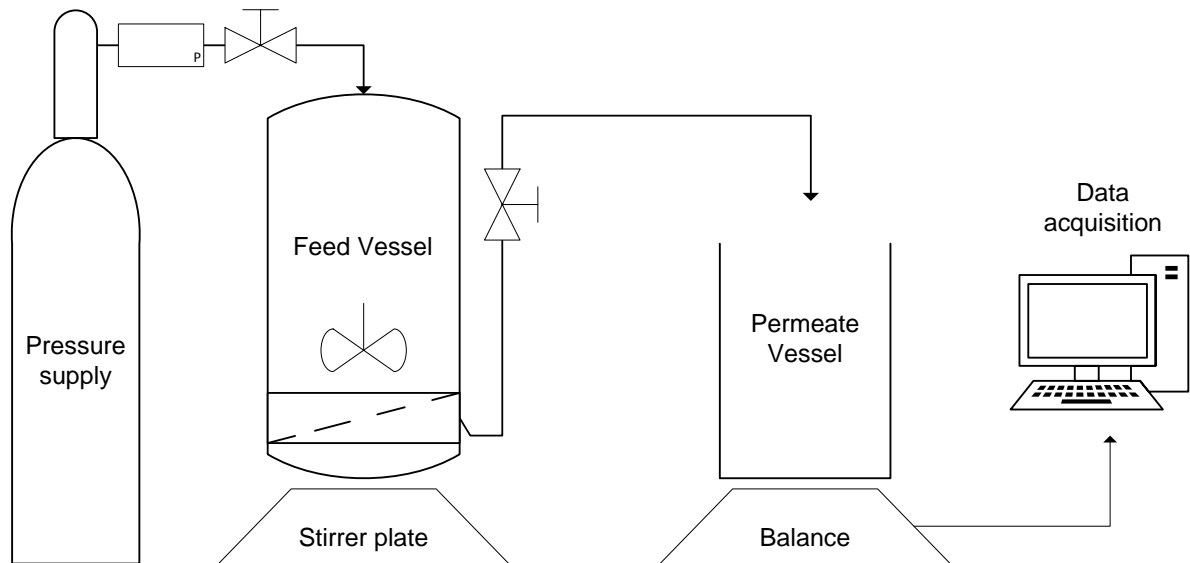 P
Feed Vessel
Pressure
supply
Stirrer plate
Permeate
Vessel
Balance
Data
acquisition